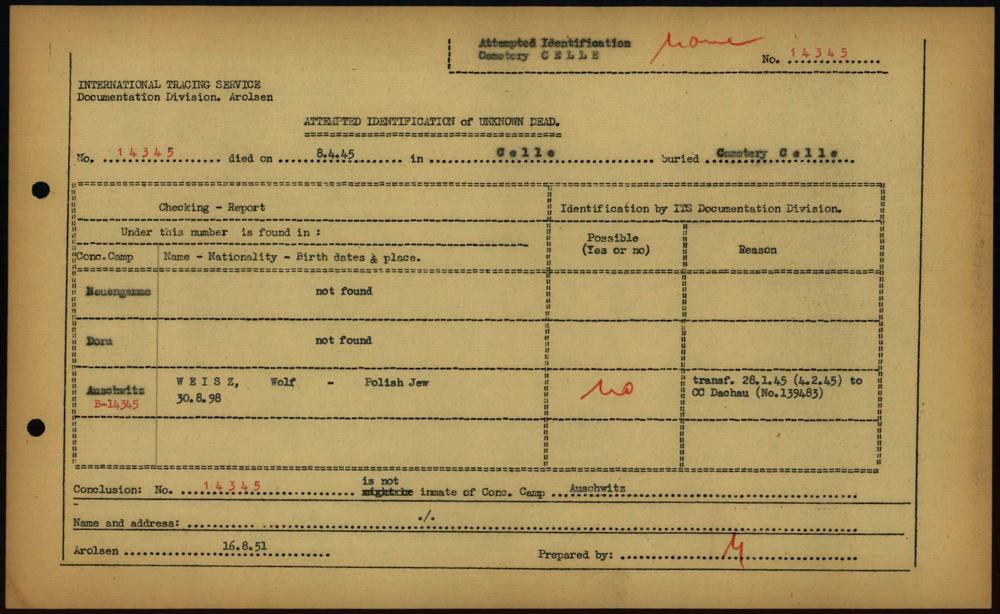 Attempted Identification
Cemetery C E L L E
None
No. 14345
INTERNATIONAL TRACING SERVICE
Documentation Division. Arolsen
ATTEMPTED IDENTIFICATION of UNKNOWN DEAD.
No. 14345 died on 8.4.45 in C e l l e buried Cemetery C e l l e
Checking - Report
Identification by ITS Documentation Division.
Under this number is found in :
Possible
(Yes or no)
Reason
Conc.Camp Name - Nationality - Birth dates & place.
Neuengamme not found
Dora not found
Auschwitz
B-14345
W E I S Z, Wolf - Polish Jew
30.8.98
no
transf. 28.1.45 (4.2.45) to
CC Dachau (No.139483)
Conclusion: No. 14345 is not might be inmate of Conc. Camp Auschwitz
Name and address: ./.
Arolsen 16.8.51 Prepared by: